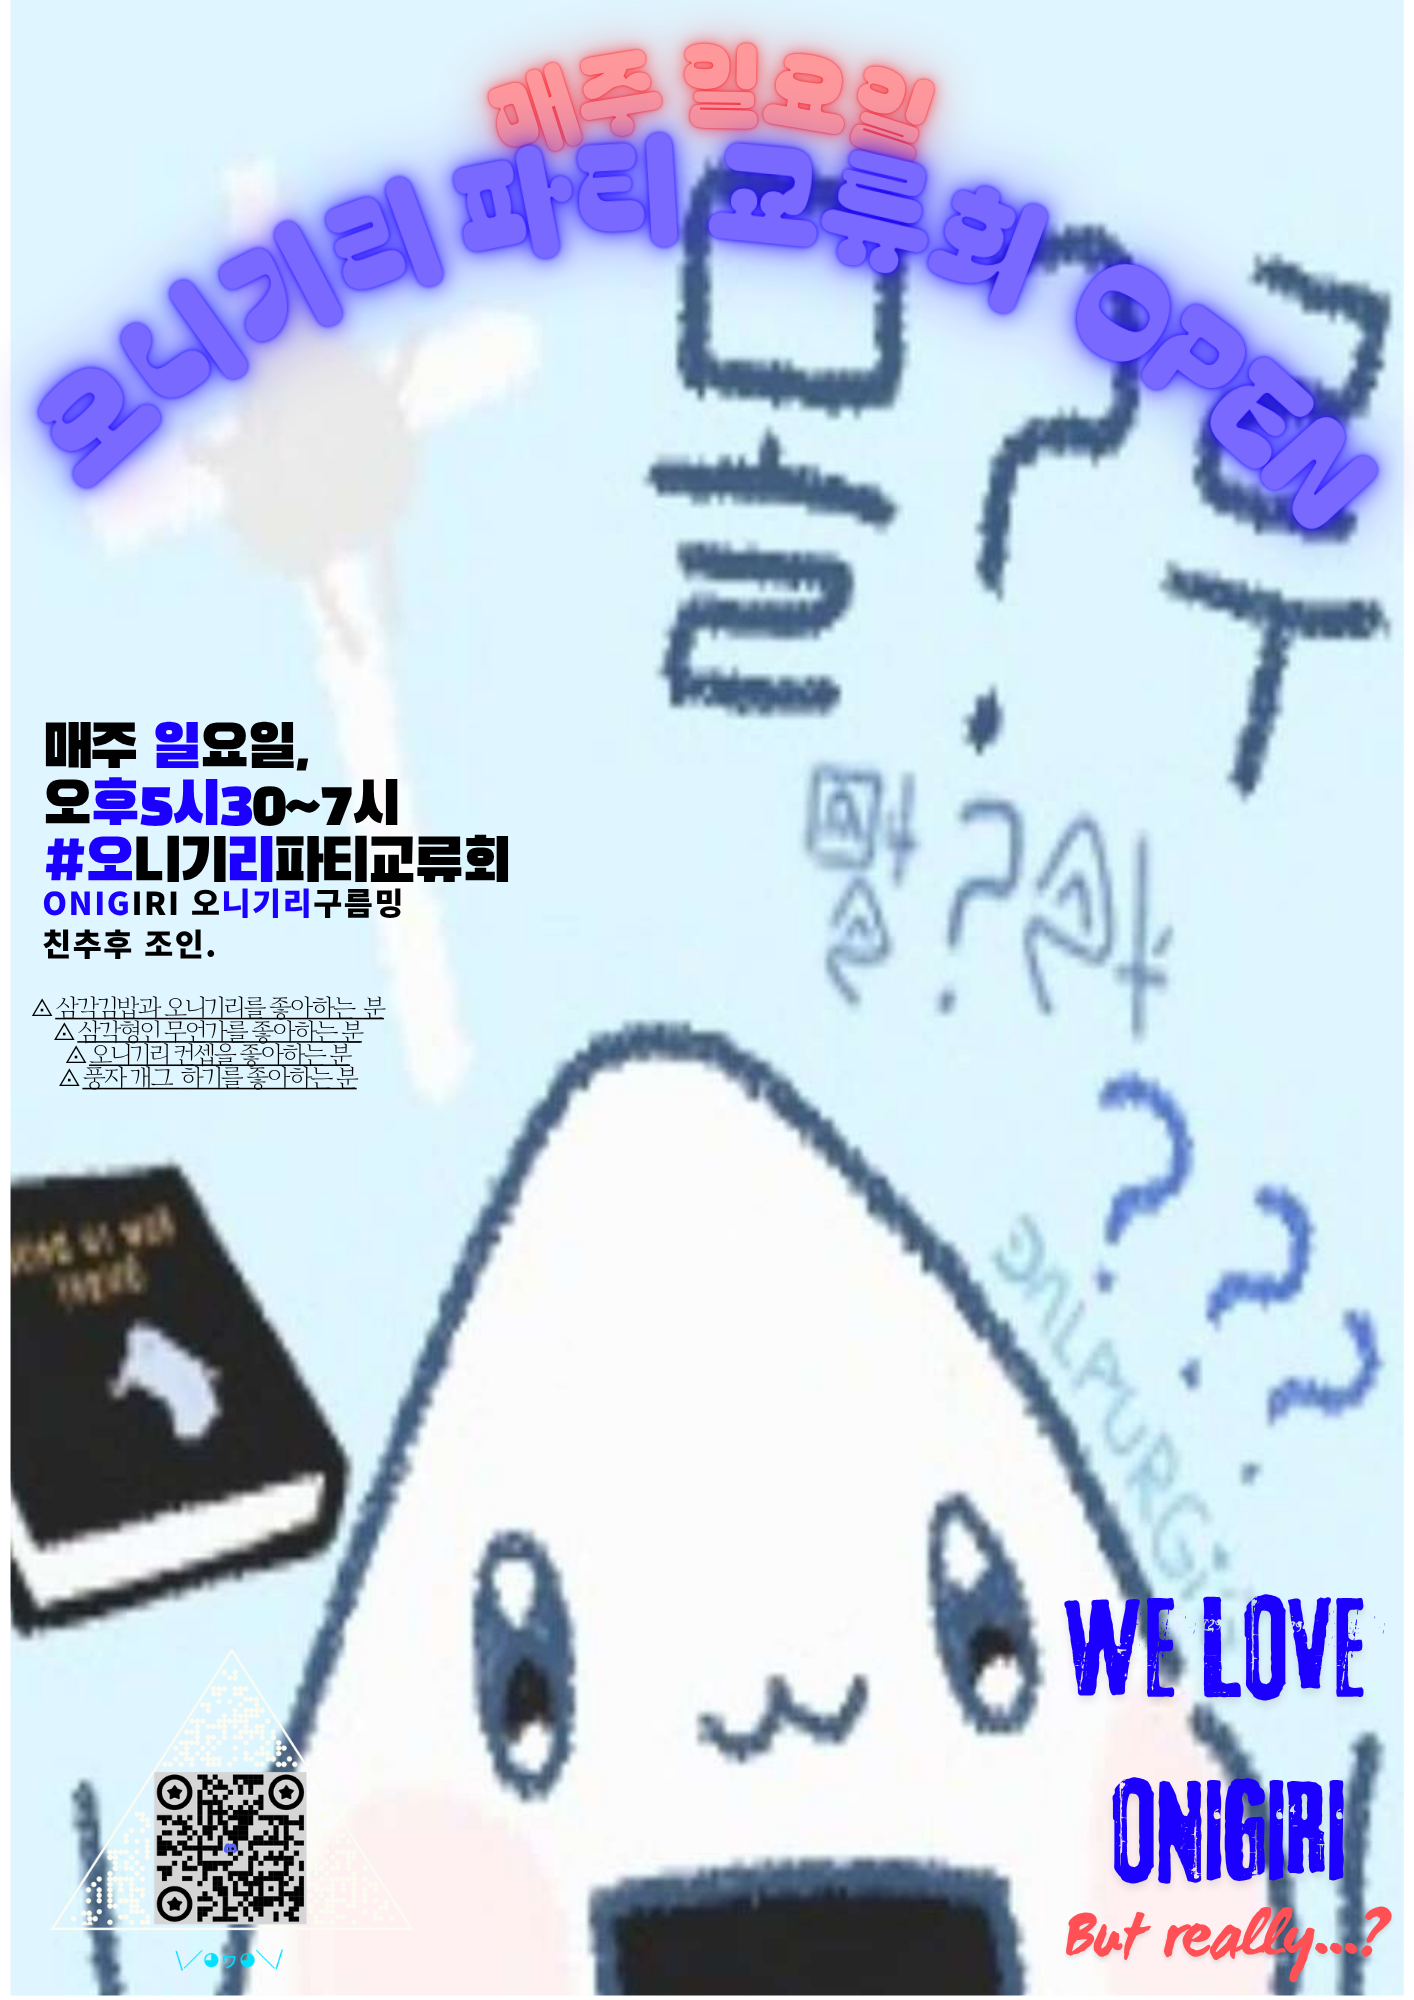 매주 일요일
오니기리 파티 교류회 OPEN
몰?루
매주 일요일,
오후5시30~7시
#오니기리파티교류회
ONIGIRI 오니기리구름밍
친추후 조인.
◬ 삼각김밥과 오니기리를 좋아하는 분
◬ 삼각형인 무언가를 좋아하는 분
◬ 오니기리 컨셉을 좋아하는 분
◬ 풍자 개그 하기를 좋아하는 분
???
WE LOVE
ONIGIRI
But really...?
\／◕ヮ◕＼/